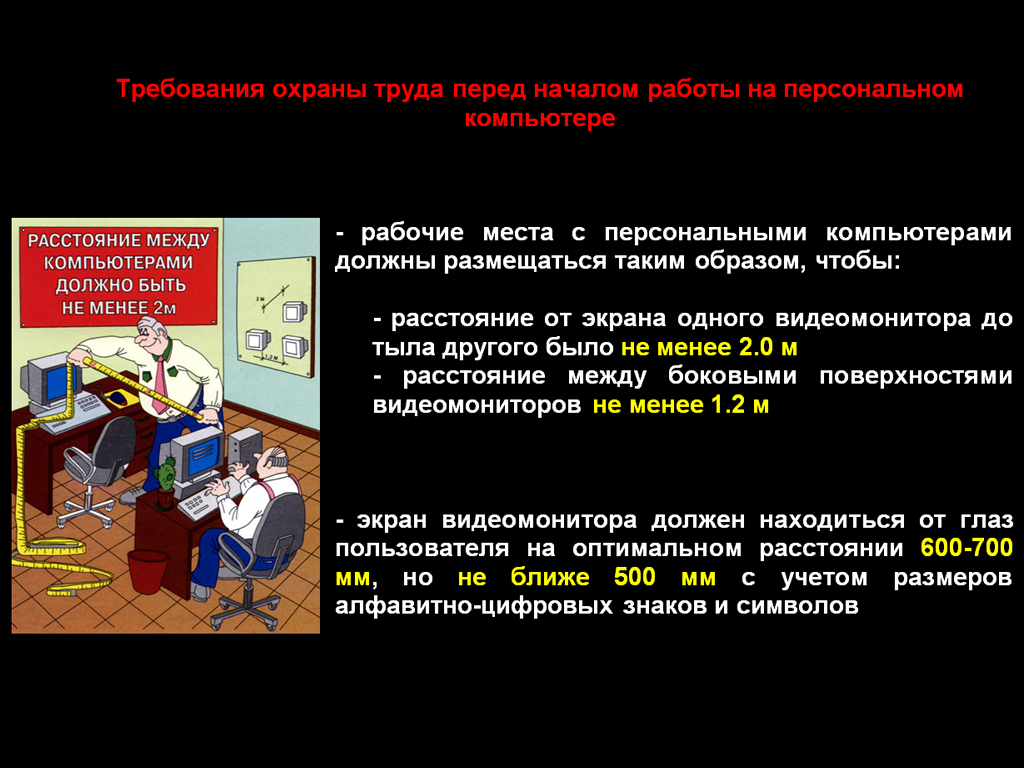 Требования охраны труда перед началом работы на персональном
компьютере
РАССТОЯНИЕ МЕЖДУ
КОМПЬЮТЕРАМИ
ДОЛЖНО БЫТЬ
НЕ МЕНЕЕ 2м
2 м
1,2 м
- рабочие места с персональными компьютерами
должны размещаться таким образом, чтобы:
- расстояние от экрана одного видеомонитора до
тыла другого было не менее 2.0 м
- расстояние между боковыми поверхностями
видеомониторов не менее 1.2 м
- экран видеомонитора должен находиться от глаз
пользователя на оптимальном расстоянии 600-700
мм, но не ближе 500 мм с учетом размеров
алфавитно-цифровых знаков и символов